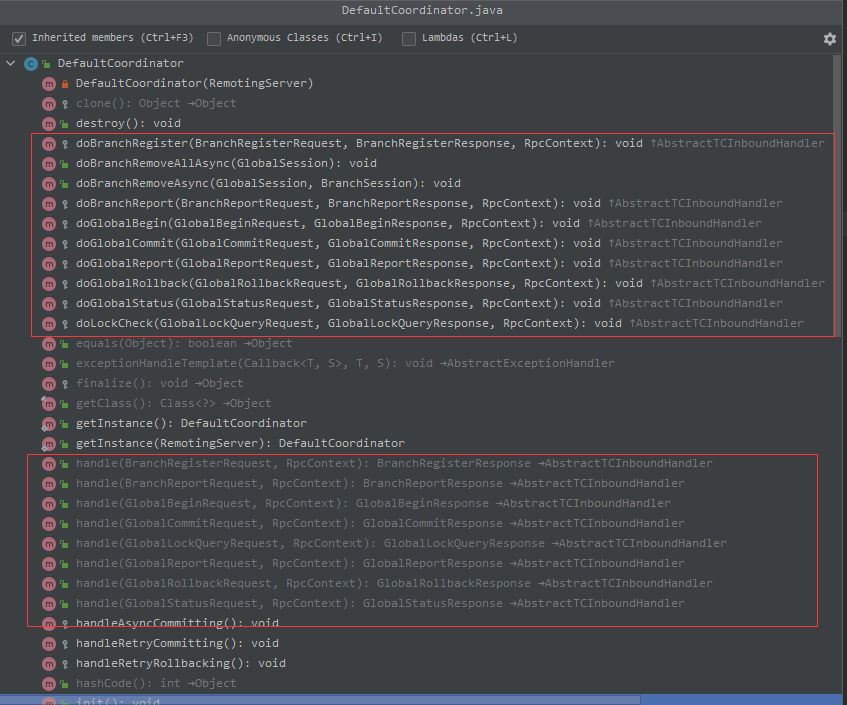 DefaultCoordinator.java
Inherited members (Ctrl+F3) Anonymous Classes (Ctrl+I) Lambdas (Ctrl+L)
DefaultCoordinator
DefaultCoordinator(RemotingServer)
clone(): Object →Object
destroy(): void
doBranchRegister(BranchRegisterRequest, BranchRegisterResponse, RpcContext): void ↑AbstractTCInboundHandler
doBranchRemoveAllAsync(GlobalSession): void
doBranchRemoveAsync(GlobalSession, BranchSession): void
doBranchReport(BranchReportRequest, BranchReportResponse, RpcContext): void ↑AbstractTCInboundHandler
doGlobalBegin(GlobalBeginRequest, GlobalBeginResponse, RpcContext): void ↑AbstractTCInboundHandler
doGlobalCommit(GlobalCommitRequest, GlobalCommitResponse, RpcContext): void ↑AbstractTCInboundHandler
doGlobalReport(GlobalReportRequest, GlobalReportResponse, RpcContext): void ↑AbstractTCInboundHandler
doGlobalRollback(GlobalRollbackRequest, GlobalRollbackResponse, RpcContext): void ↑AbstractTCInboundHandler
doGlobalStatus(GlobalStatusRequest, GlobalStatusResponse, RpcContext): void ↑AbstractTCInboundHandler
doLockCheck(GlobalLockQueryRequest, GlobalLockQueryResponse, RpcContext): void ↑AbstractTCInboundHandler
equals(Object): boolean →Object
exceptionHandleTemplate(Callback<T, S>, T, S): void →AbstractExceptionHandler
finalize(): void →Object
getClass(): Class<?> →Object
getInstance(): DefaultCoordinator
getInstance(RemotingServer): DefaultCoordinator
handle(BranchRegisterRequest, RpcContext): BranchRegisterResponse →AbstractTCInboundHandler
handle(BranchReportRequest, RpcContext): BranchReportResponse →AbstractTCInboundHandler
handle(GlobalBeginRequest, RpcContext): GlobalBeginResponse →AbstractTCInboundHandler
handle(GlobalCommitRequest, RpcContext): GlobalCommitResponse →AbstractTCInboundHandler
handle(GlobalLockQueryRequest, RpcContext): GlobalLockQueryResponse →AbstractTCInboundHandler
handle(GlobalReportRequest, RpcContext): GlobalReportResponse →AbstractTCInboundHandler
handle(GlobalRollbackRequest, RpcContext): GlobalRollbackResponse →AbstractTCInboundHandler
handle(GlobalStatusRequest, RpcContext): GlobalStatusResponse →AbstractTCInboundHandler
handleAsyncCommitting(): void
handleRetryCommitting(): void
handleRetryRollbacking(): void
hashCode(): int →Object
init(): void